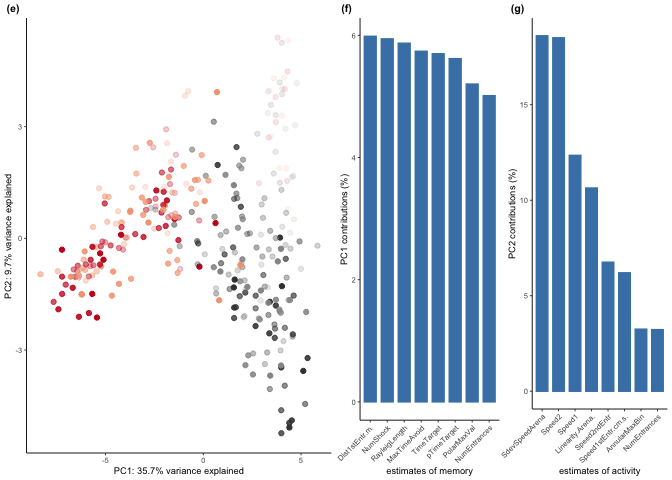 (e)
PC2: 9.7% variance explained
3
0
-3
-5
0
5
PC1: 35.7% variance explained
(f)
PC1 contributions (%)
6
4
2
0
Dist1stEntr.m.
NumShock
RayleigLength
MaxTimeAvoid
TimeTarget
pTimeTarget
PolarMaxVal
NumEntrances
estimates of memory
(g)
PC2 contributions (%)
15
10
5
0
SdevSpeedArena
Speed2
Speed1
Linearity.Arena.
Speed2ndEntr
Speed1stEntr.cm.s.
AnnularMaxBin
NumEntrances
estimates of activity